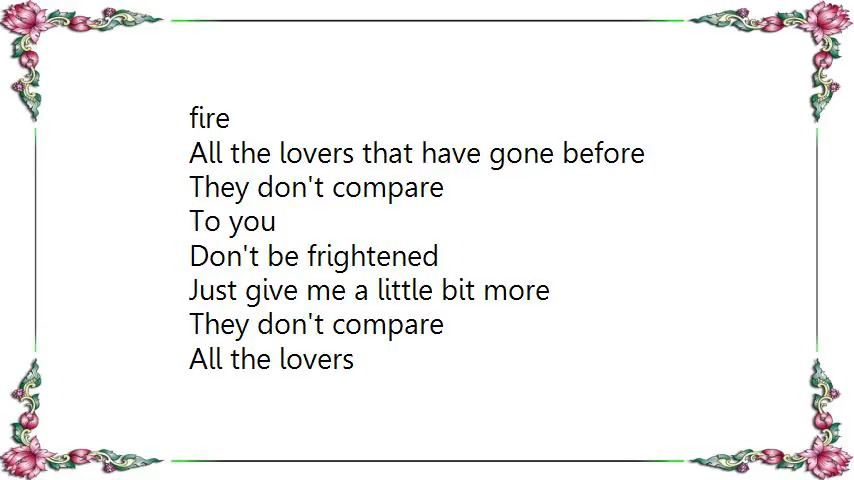 fire
All the lovers that have gone before
They don't compare
To you
Don't be frightened
Just give me a little bit more
They don't compare
All the lovers